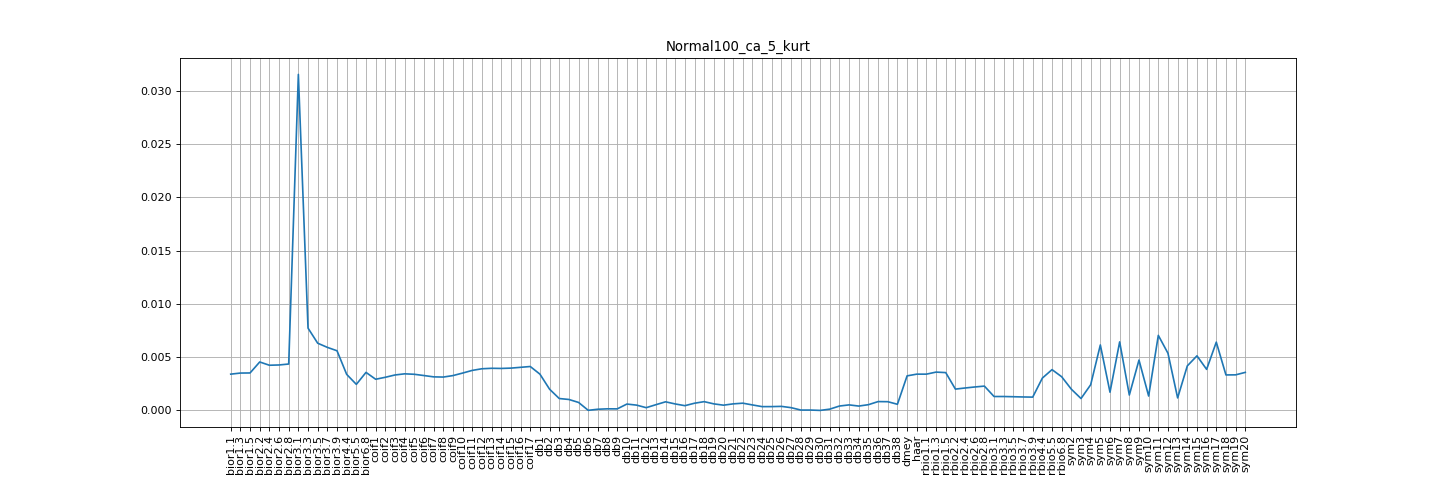 Normal100_ca_5_kurt
0.030
0.025
0.020
0.015
0.010
0.005
0.000
bior1.1
bior1.3
bior1.5
bior2.2
bior2.4
bior2.6
bior2.8
bior3.1
bior3.3
bior3.5
bior3.7
bior3.9
bior4.4
bior5.5
bior6.8
coif1
coif2
coif3
coif4
coif5
coif6
coif7
coif8
coif9
coif10
coif11
coif12
coif13
coif14
coif15
coif16
coif17
db1
db2
db3
db4
db5
db6
db7
db8
db9
db10
db11
db12
db13
db14
db15
db16
db17
db18
db19
db20
db21
db22
db23
db24
db25
db26
db27
db28
db29
db30
db31
db32
db33
db34
db35
db36
db37
db38
dmey
haar
rbio1.1
rbio1.3
rbio1.5
rbio2.2
rbio2.4
rbio2.6
rbio2.8
rbio3.1
rbio3.3
rbio3.5
rbio3.7
rbio3.9
rbio4.4
rbio5.5
rbio6.8
sym2
sym3
sym4
sym5
sym6
sym7
sym8
sym9
sym10
sym11
sym12
sym13
sym14
sym15
sym16
sym17
sym18
sym19
sym20